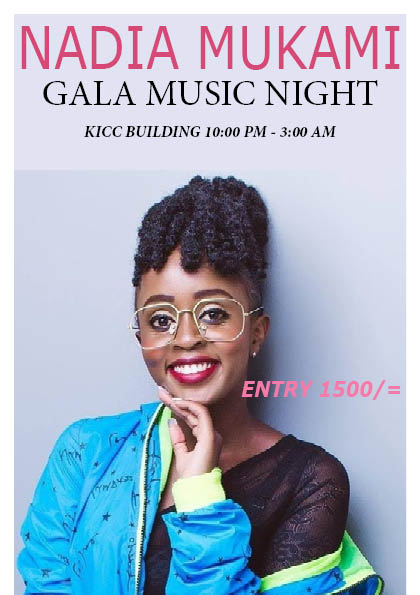 NADIA MUKAMI
GALA MUSIC NIGHT
KICC BUILDING 10:00 PM - 3:00 AM
ENTRY 1500/=